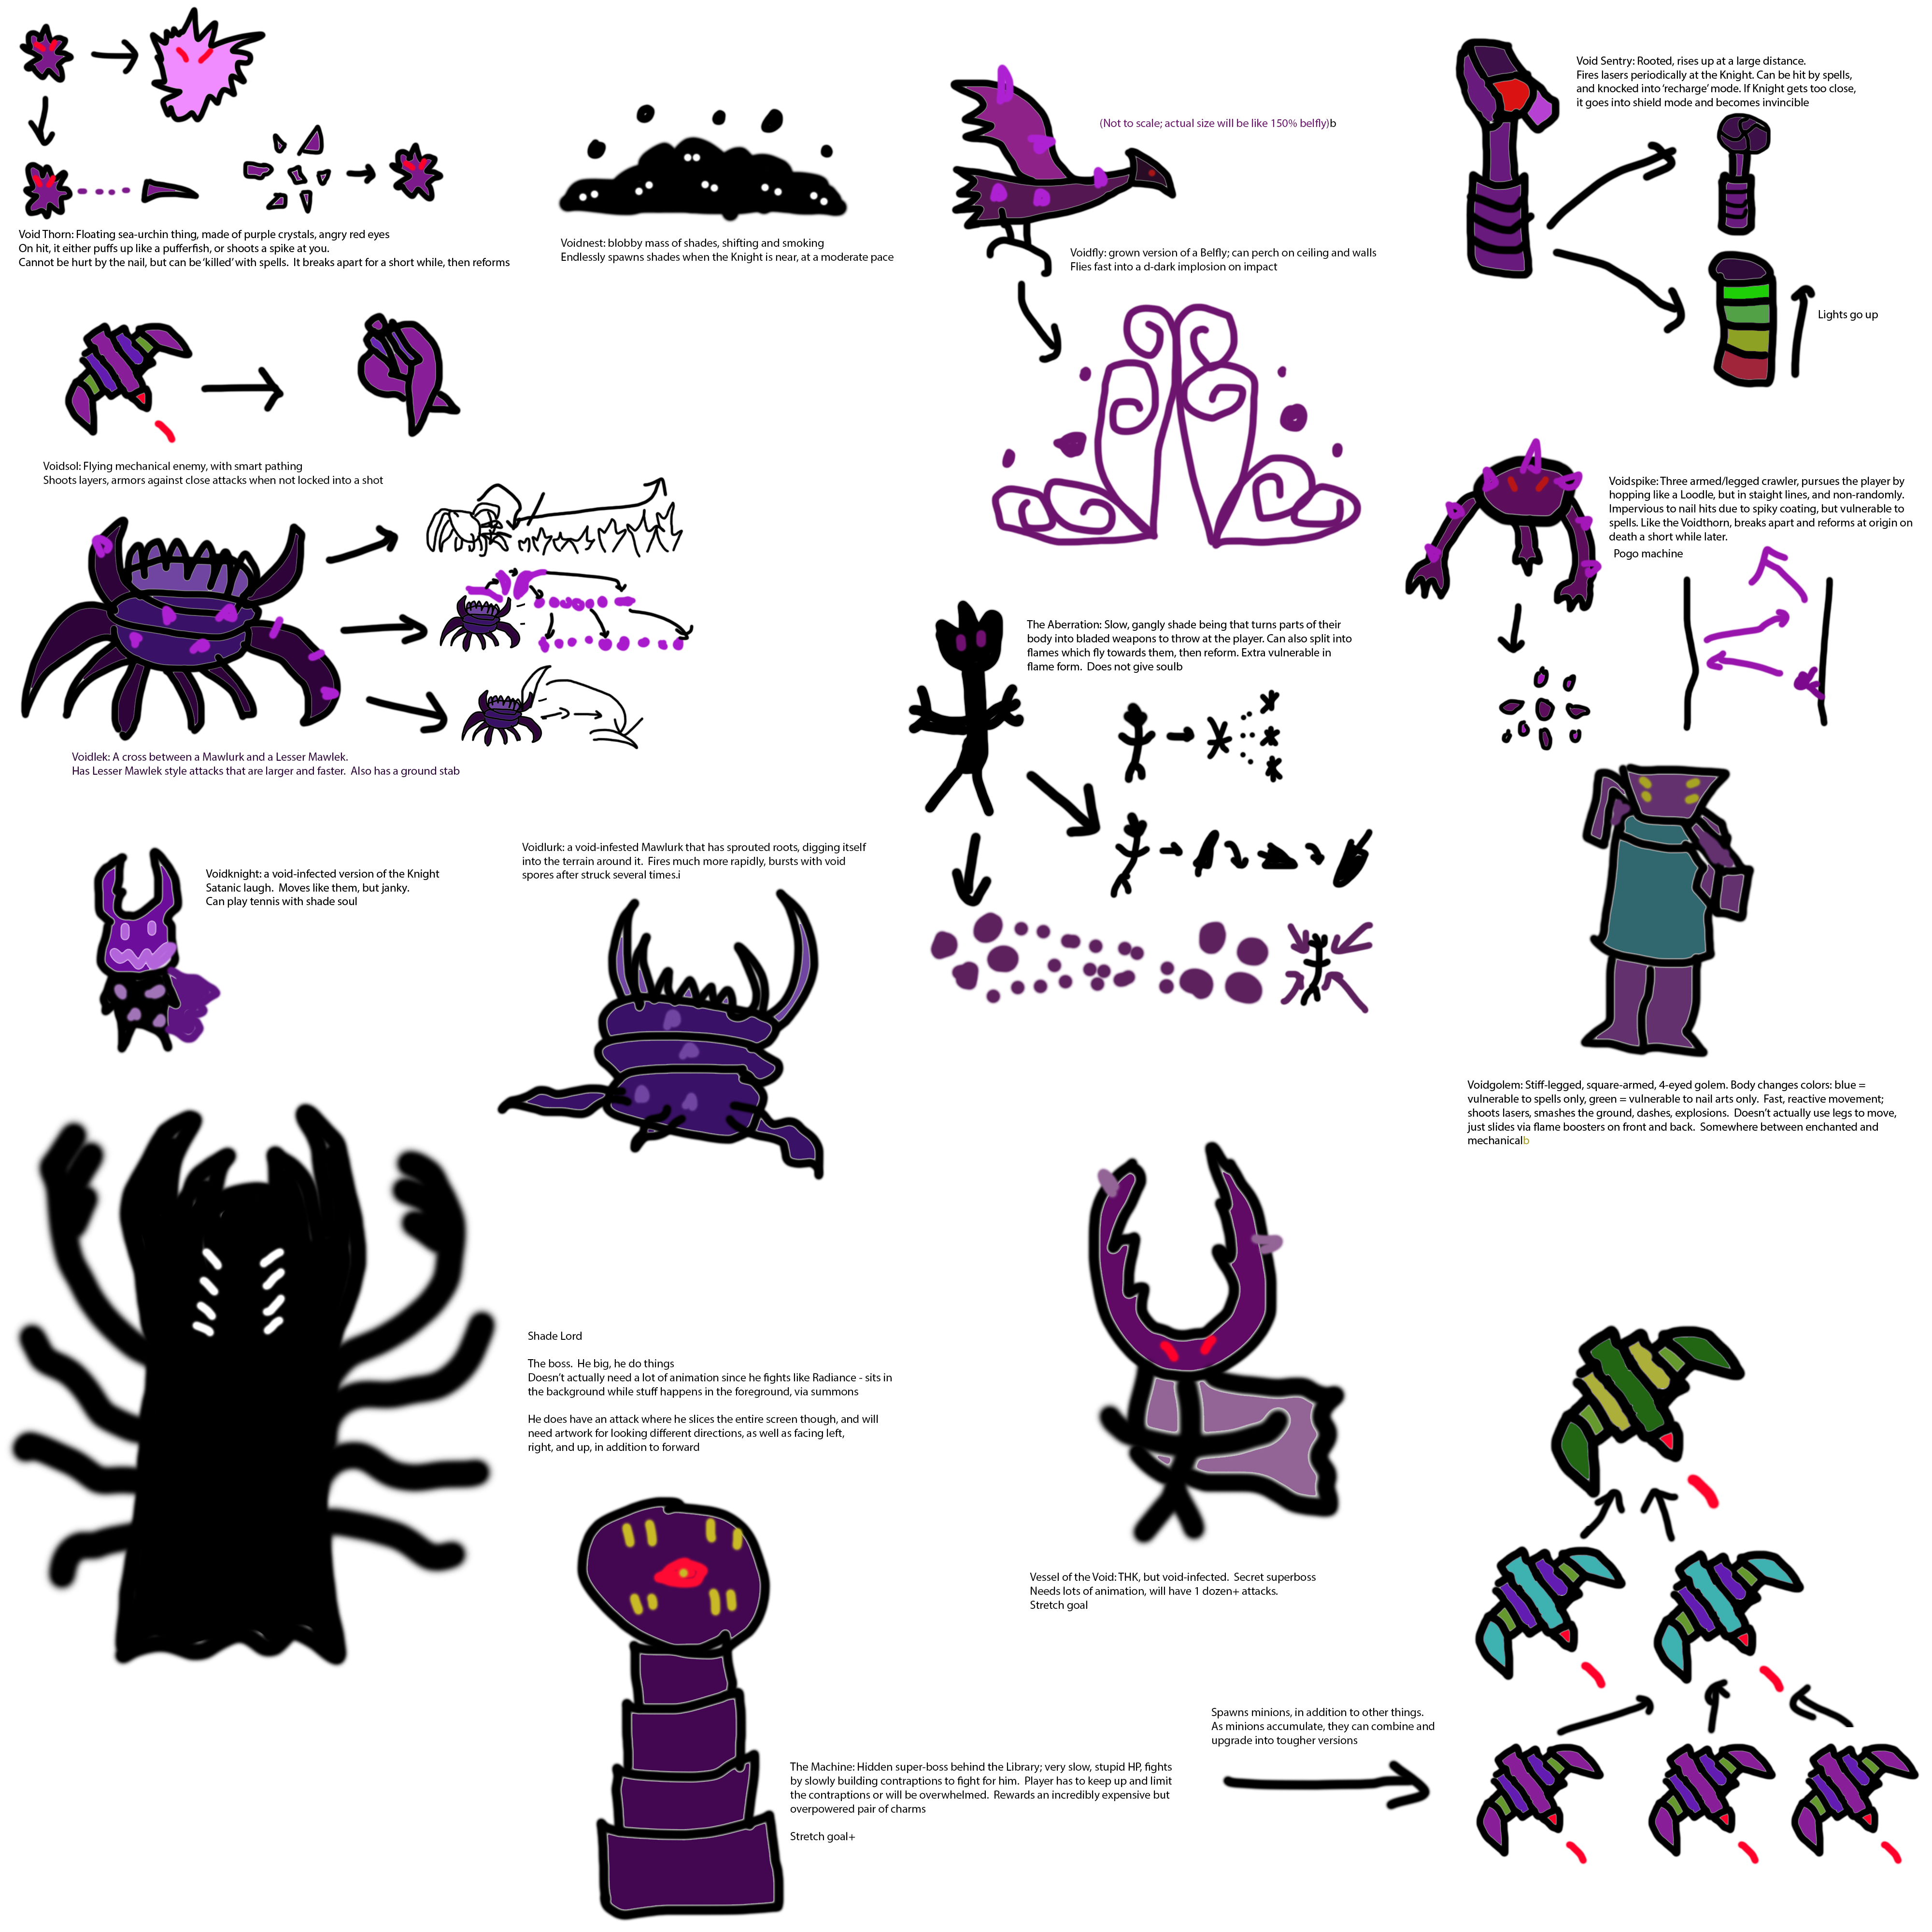 Void Thorn: Floating sea-urchin thing, made of purple crystals, angry red eyes
On hit, it either puffs up like a pufferfish, or shoots a spike at you.
Cannot be hurt by the nail, but can be ‘killed’ with spells.  It breaks apart for a short while, then reforms
Voidnest: blobby mass of shades, shifting and smoking
Endlessly spawns shades when the Knight is near, at a moderate pace
(Not to scale; actual size will be like 150% belfly)b
Voidfly: grown version of a Belfly; can perch on ceiling and walls
Flies fast into a d-dark implosion on impact
Void Sentry: Rooted, rises up at a large distance.
Fires lasers periodically at the Knight. Can be hit by spells,
and knocked into ‘recharge’ mode. If Knight gets too close,
it goes into shield mode and becomes invincible
Lights go up
Voidsol: Flying mechanical enemy, with smart pathing
Shoots layers, armors against close attacks when not locked into a shot
Voidspike: Three armed/legged crawler, pursues the player by
hopping like a Loodle, but in staight lines, and non-randomly.
Impervious to nail hits due to spiky coating, but vulnerable to
spells. Like the Voidthorn, breaks apart and reforms at origin on
death a short while later.
Pogo machine
The Aberration: Slow, gangly shade being that turns parts of their
body into bladed weapons to throw at the player. Can also split into
flames which fly towards them, then reform. Extra vulnerable in
flame form.  Does not give soulb
Voidlek: A cross between a Mawlurk and a Lesser Mawlek.
Has Lesser Mawlek style attacks that are larger and faster.  Also has a ground stab
Voidknight: a void-infected version of the Knight
Satanic laugh.  Moves like them, but janky.
Can play tennis with shade soul
Voidlurk: a void-infested Mawlurk that has sprouted roots, digging itself
into the terrain around it.  Fires much more rapidly, bursts with void
spores after struck several times.i
Voidgolem: Stiff-legged, square-armed, 4-eyed golem. Body changes colors: blue =
vulnerable to spells only, green = vulnerable to nail arts only.  Fast, reactive movement;
shoots lasers, smashes the ground, dashes, explosions.  Doesn’t actually use legs to move,
just slides via flame boosters on front and back.  Somewhere between enchanted and
mechanicalb
Shade Lord
The boss.  He big, he do things
Doesn’t actually need a lot of animation since he fights like Radiance - sits in
the background while stuff happens in the foreground, via summons
He does have an attack where he slices the entire screen though, and will
need artwork for looking different directions, as well as facing left,
right, and up, in addition to forward
Vessel of the Void: THK, but void-infected.  Secret superboss
Needs lots of animation, will have 1 dozen+ attacks.
Stretch goal
Spawns minions, in addition to other things.
As minions accumulate, they can combine and
upgrade into tougher versions
The Machine: Hidden super-boss behind the Library; very slow, stupid HP, fights
by slowly building contraptions to fight for him.  Player has to keep up and limit
the contraptions or will be overwhelmed.  Rewards an incredibly expensive but
overpowered pair of charms
Stretch goal+